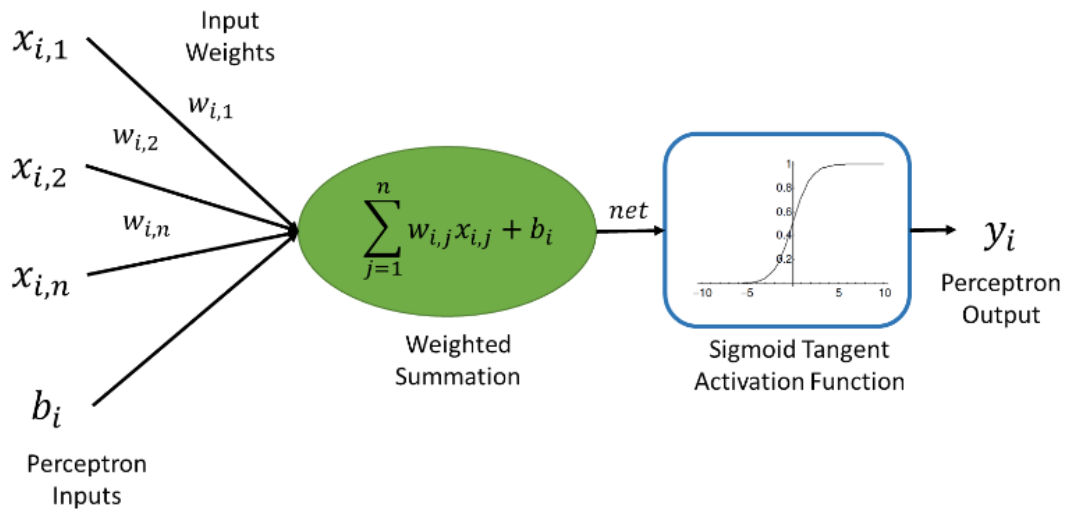 Input
Weights
x_{i,1}
w_{i,1}
w_{i,2}
x_{i,2}
w_{i,n}
x_{i,n}
b_i
Perceptron
Inputs
\sum_{j=1}^{n} w_{i,j} x_{i,j} + b_i
Weighted
Summation
net
1
0.8
0.6
0.4
0.2
−10 −5 5 10
Sigmoid Tangent
Activation Function
y_i
Perceptron
Output